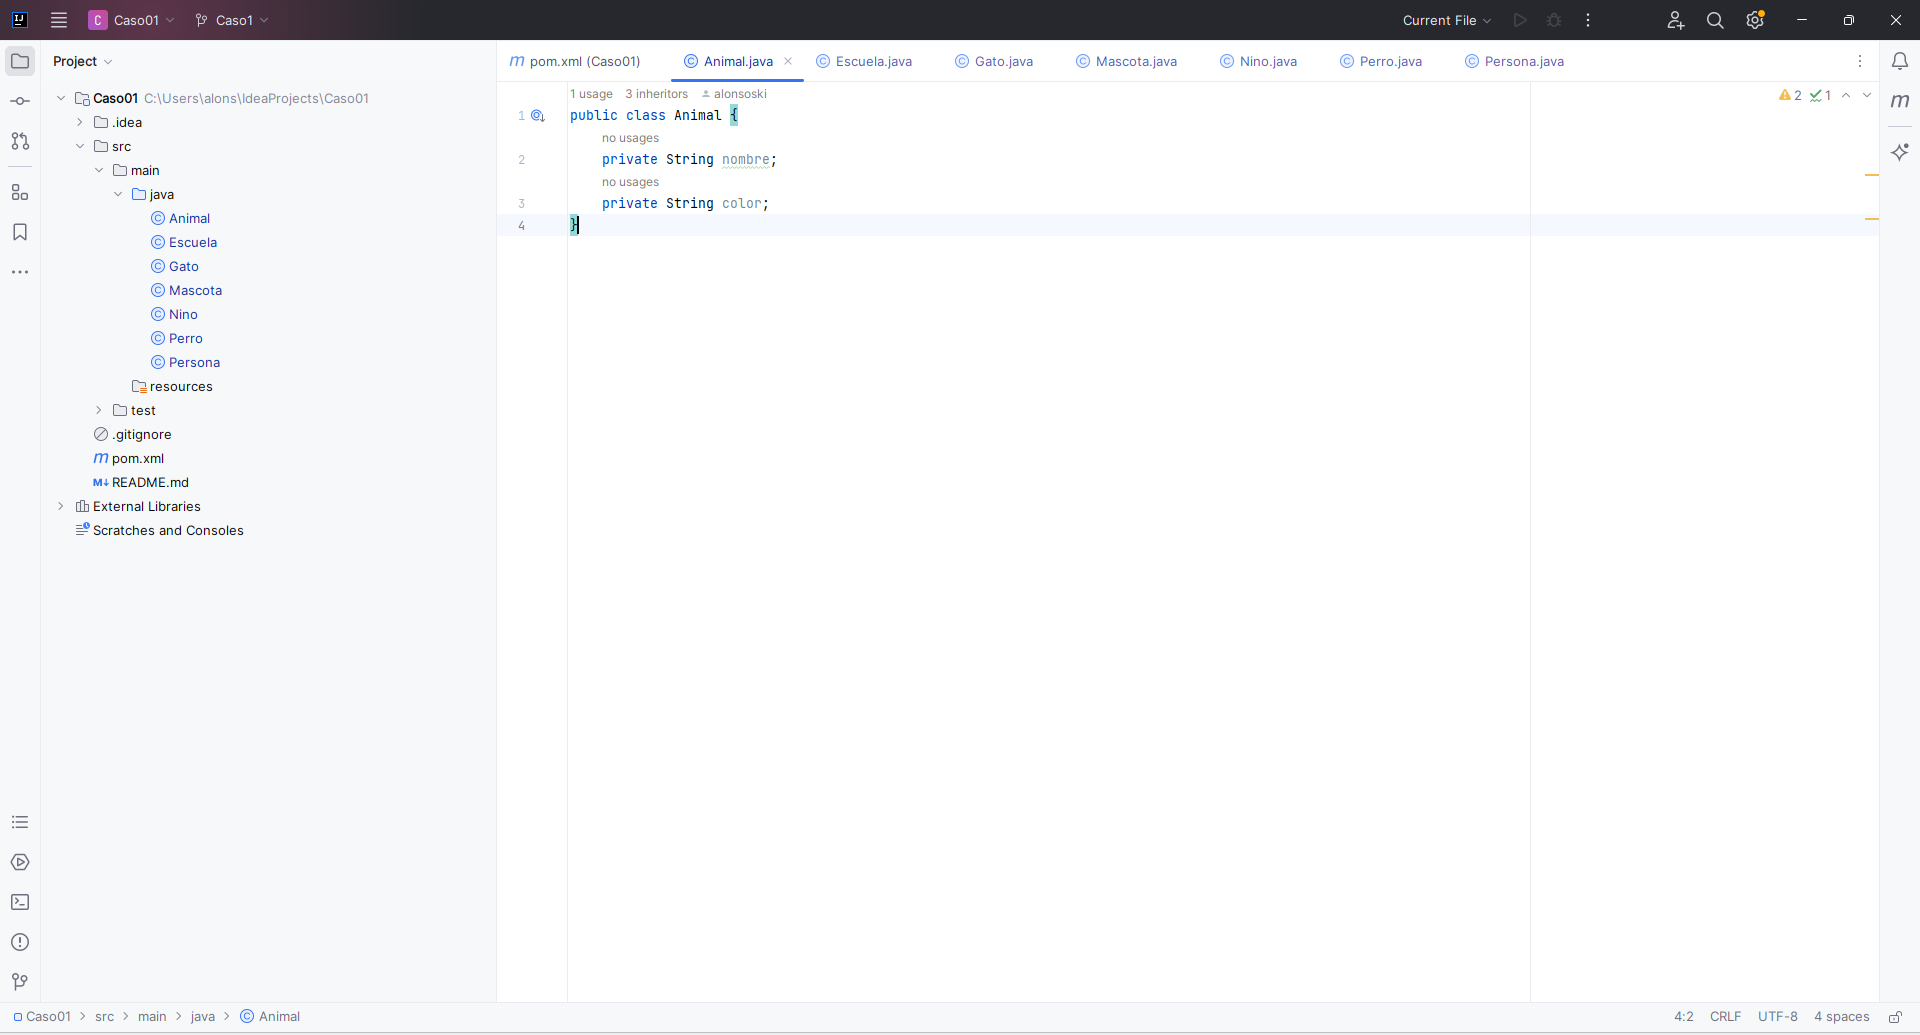 C Caso01 Caso1 Current File
Project
pom.xml (Caso01) Animal.java Escuela.java Gato.java Mascota.java Nino.java Perro.java Persona.java
Caso01 C:\Users\alons\IdeaProjects\Caso01
.idea
src
main
java
Animal
Escuela
Gato
Mascota
Nino
Perro
Persona
resources
test
.gitignore
pom.xml
README.md
External Libraries
Scratches and Consoles
1 usage 3 inheritors alonsoski
2 1
1 public class Animal {
no usages
2 private String nombre;
no usages
3 private String color;
4 }
Caso01 > src > main > java > Animal
4:2 CRLF UTF-8 4 spaces